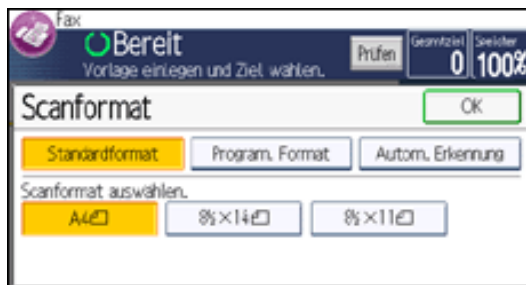 Fax
Bereit
Vorlage einlegen und Ziel wählen.
Prüfen
Gesamtziel
0
Speicher
100%
Scanformat
OK
Standardformat
Program. Format
Autom. Erkennung
Scanformat auswählen.
A4
8½×14
8½×11